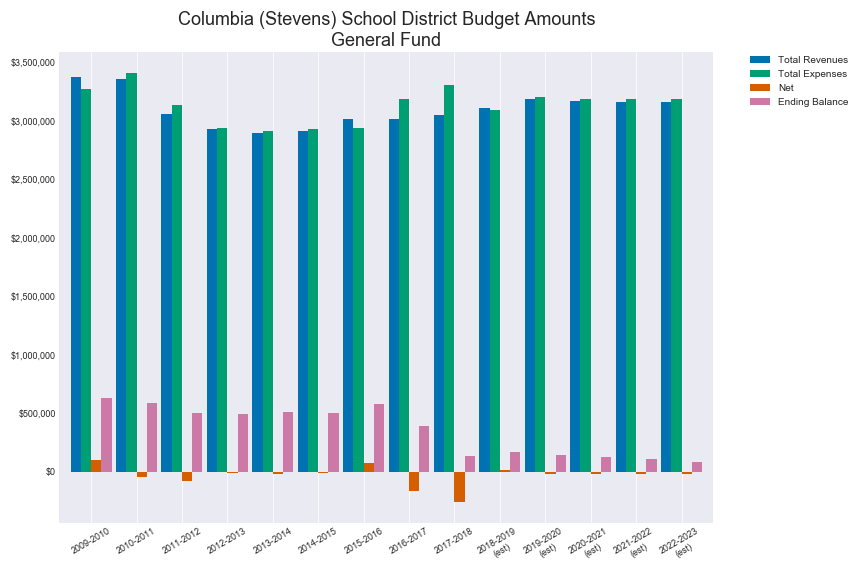 Columbia (Stevens) School District Budget Amounts
General Fund
Total Revenues
Total Expenses
Net
Ending Balance
$3,500,000
$3,000,000
$2,500,000
$2,000,000
$1,500,000
$1,000,000
$500,000
$0
2009-2010
2010-2011
2011-2012
2012-2013
2013-2014
2014-2015
2015-2016
2016-2017
2017-2018
2018-2019
(est)
2019-2020
(est)
2020-2021
(est)
2021-2022
(est)
2022-2023
(est)